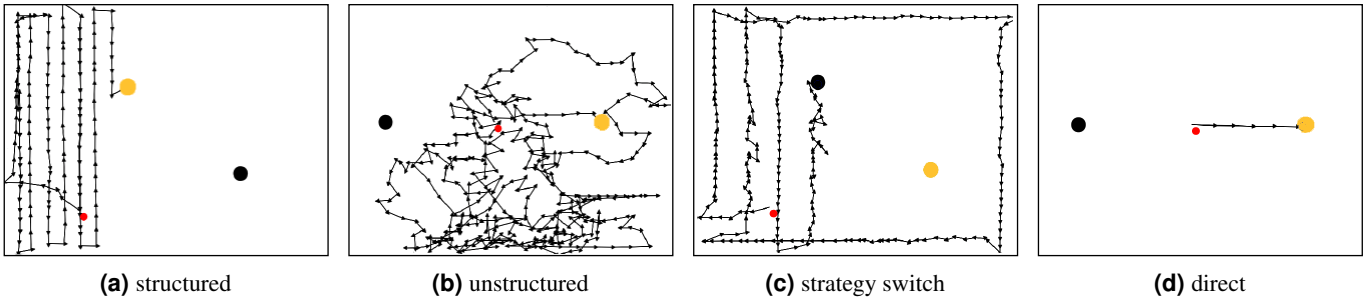 (a) structured
(b) unstructured
(c) strategy switch
(d) direct